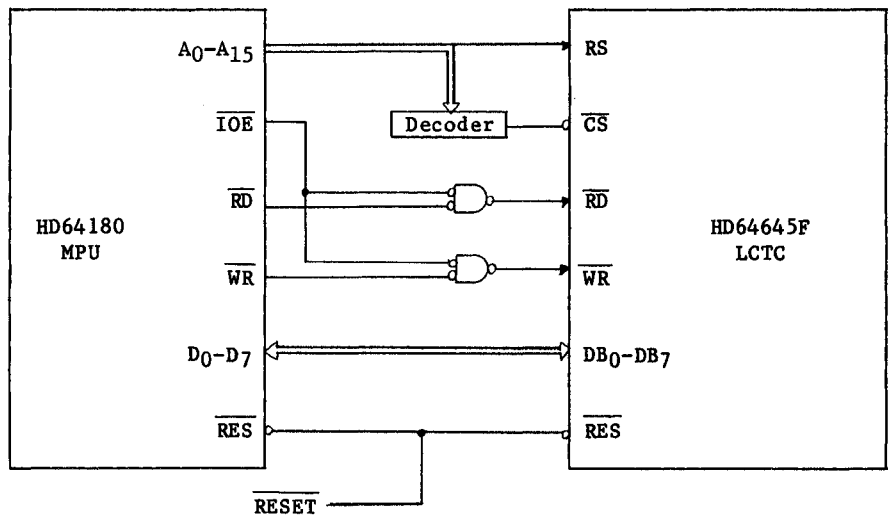 A0-A15
IOE
RD
HD64180
MPU
WR
D0-D7
RES
RESET
Decoder
RS
CS
RD
HD64645F
LCTC
WR
DB0-DB7
RES